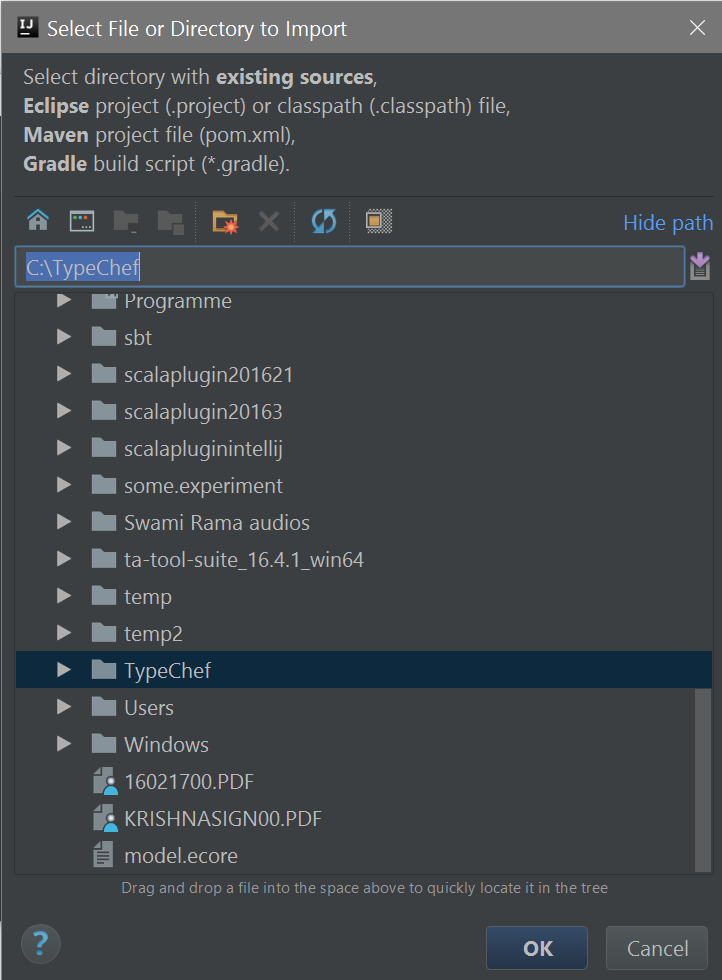 IJ Select File or Directory to Import
Select directory with existing sources,
Eclipse project (.project) or classpath (.classpath) file,
Maven project file (pom.xml),
Gradle build script (*.gradle).
Hide path
C:\TypeChef
Programme
sbt
scalaplugin201621
scalaplugin20163
scalapluginintellij
some.experiment
Swami Rama audios
ta-tool-suite_16.4.1_win64
temp
temp2
TypeChef
Users
Windows
16021700.PDF
KRISHNASIGN00.PDF
model.ecore
Drag and drop a file into the space above to quickly locate it in the tree
? OK Cancel